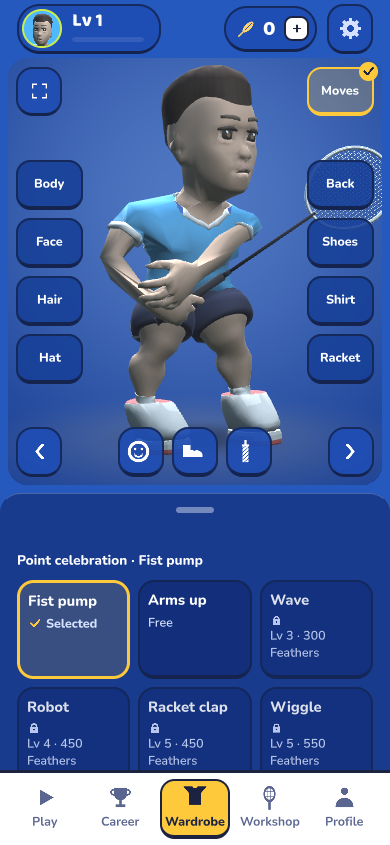 Lv 1
0
+
Moves
Body
Back
Face
Shoes
Hair
Shirt
Hat
Racket
Point celebration · Fist pump
Fist pump
Selected
Arms up
Free
Wave
Lv 3 · 300
Feathers
Robot
Lv 4 · 450
Feathers
Racket clap
Lv 5 · 450
Feathers
Wiggle
Lv 5 · 550
Feathers
Play
Career
Wardrobe
Workshop
Profile